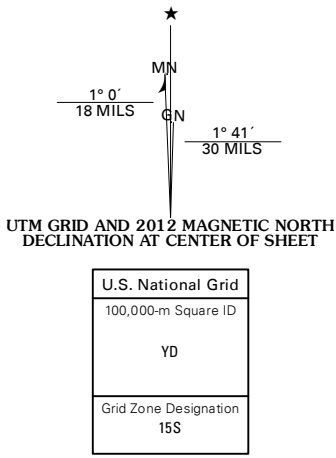 ★
MN
1° 0´
18 MILS
GN
1° 41´
30 MILS
UTM GRID AND 2012 MAGNETIC NORTH
DECLINATION AT CENTER OF SHEET
U.S. National Grid
100,000-m Square ID
YD
Grid Zone Designation
15S